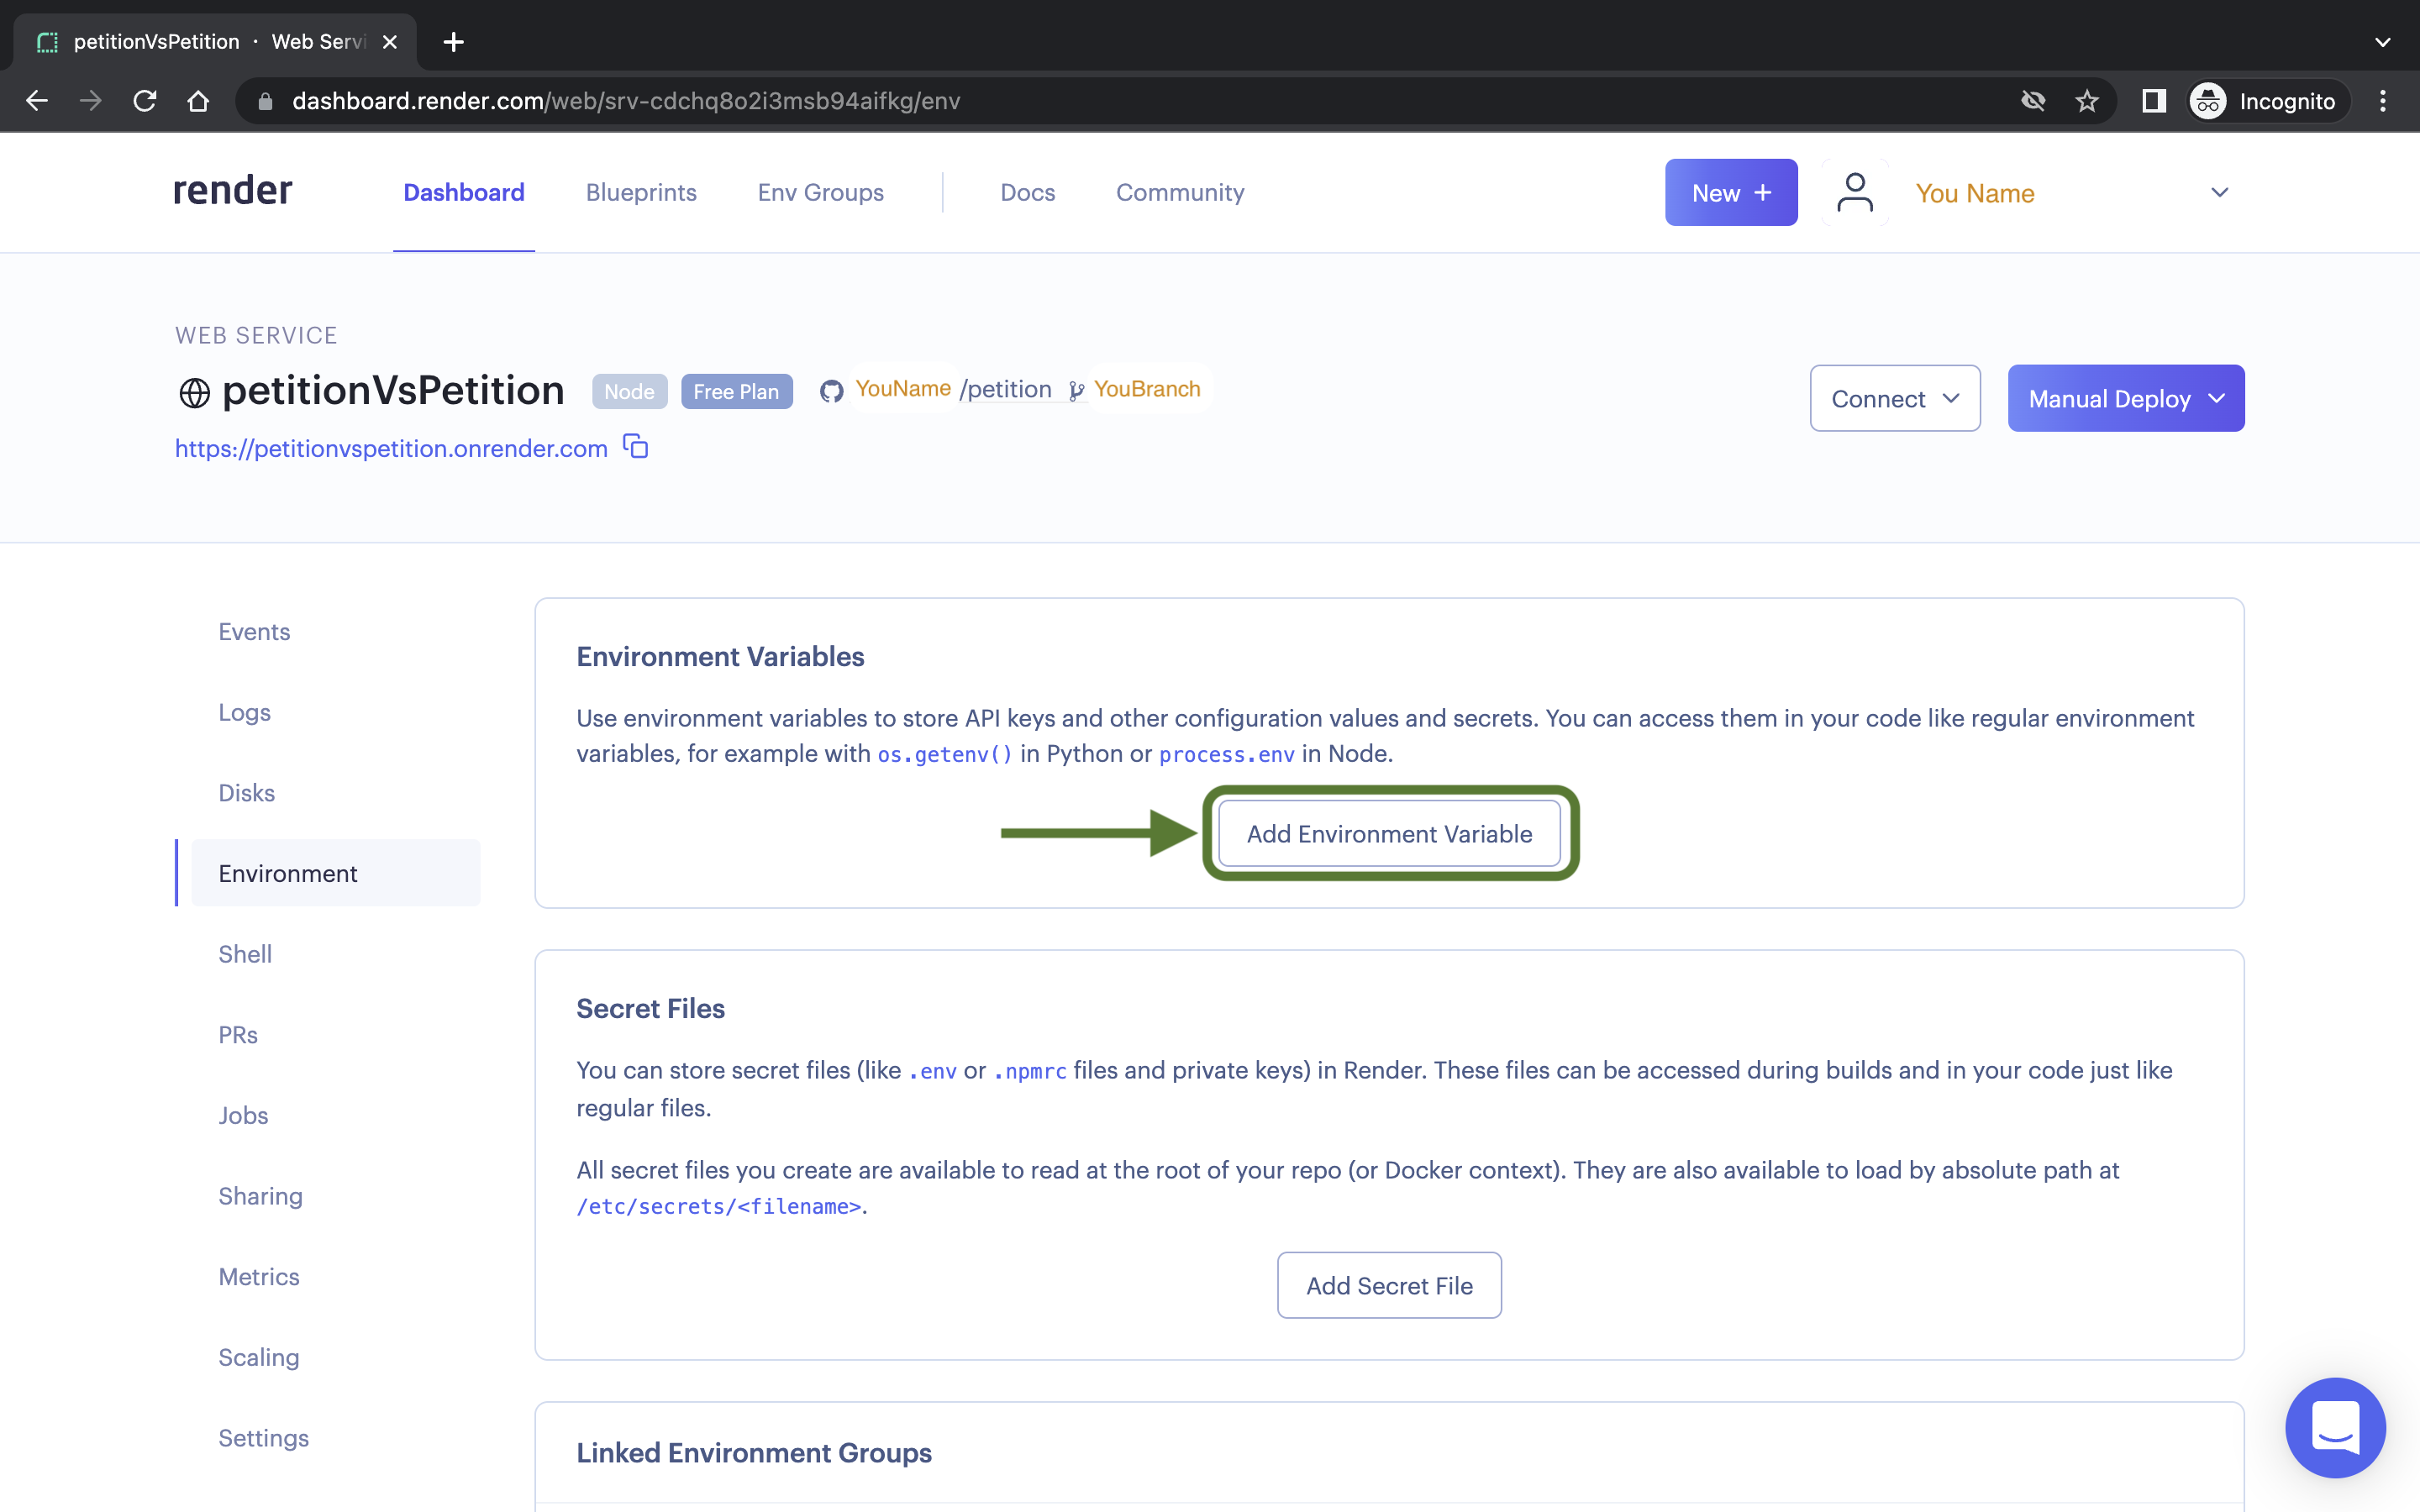 petitionVsPetition · Web Servi
dashboard.render.com/web/srv-cdchq8o2i3msb94aifkg/env
Incognito
render
Dashboard
Blueprints
Env Groups
Docs
Community
New +
You Name
WEB SERVICE
petitionVsPetition
Node
Free Plan
YouName/petition
YouBranch
Connect
Manual Deploy
https://petitionvspetition.onrender.com
Events
Logs
Disks
Environment
Shell
PRs
Jobs
Sharing
Metrics
Scaling
Settings
Environment Variables
Use environment variables to store API keys and other configuration values and secrets. You can access them in your code like regular environment
variables, for example with os.getenv() in Python or process.env in Node.
Add Environment Variable
Secret Files
You can store secret files (like .env or .npmrc files and private keys) in Render. These files can be accessed during builds and in your code just like
regular files.
All secret files you create are available to read at the root of your repo (or Docker context). They are also available to load by absolute path at
/etc/secrets/<filename>.
Add Secret File
Linked Environment Groups